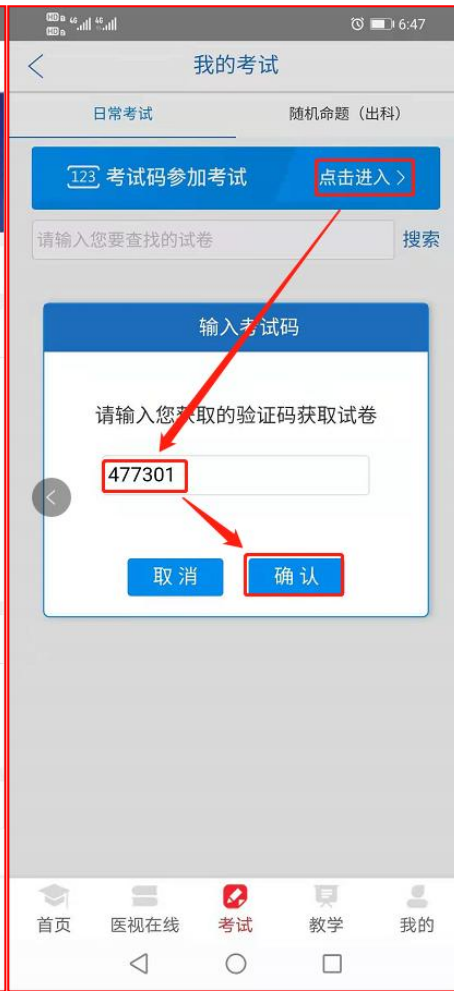 6:47
我的考试
日常考试 随机命题（出科）
123 考试码参加考试 点击进入
请输入您要查找的试卷 搜索
输入考试码
请输入您获取的验证码获取试卷
477301
取消 确认
首页 医视在线 考试 教学 我的